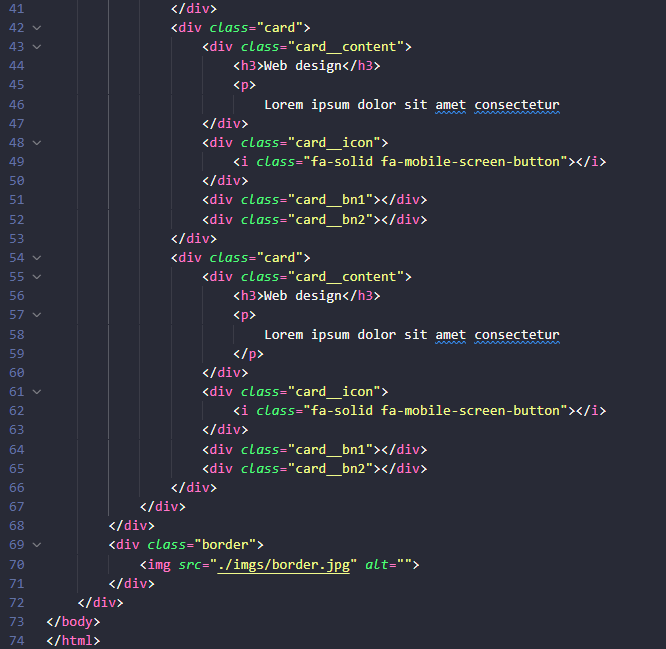 41 </div>
42 <div class="card">
43 <div class="card__content">
44 <h3>Web design</h3>
45 <p>
46 Lorem ipsum dolor sit amet consectetur
47 </div>
48 <div class="card__icon">
49 <i class="fa-solid fa-mobile-screen-button"></i>
50 </div>
51 <div class="card__bn1"></div>
52 <div class="card__bn2"></div>
53 </div>
54 <div class="card">
55 <div class="card__content">
56 <h3>Web design</h3>
57 <p>
58 Lorem ipsum dolor sit amet consectetur
59 </p>
60 </div>
61 <div class="card__icon">
62 <i class="fa-solid fa-mobile-screen-button"></i>
63 </div>
64 <div class="card__bn1"></div>
65 <div class="card__bn2"></div>
66 </div>
67 </div>
68 </div>
69 <div class="border">
70 <img src="./imgs/border.jpg" alt="">
71 </div>
72 </div>
73 </body>
74 </html>